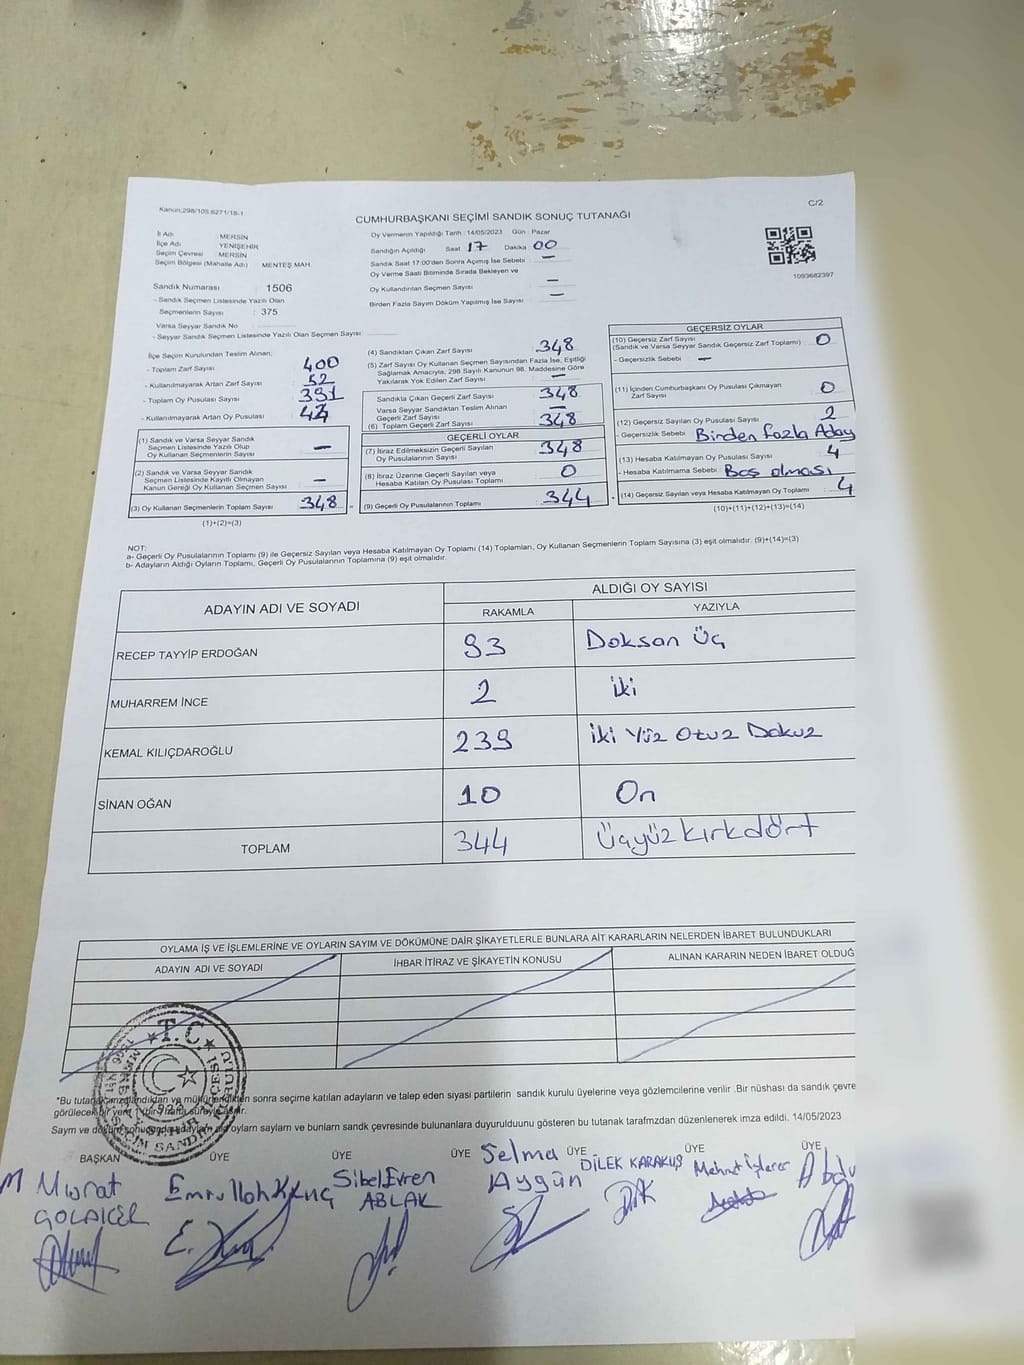 Kanun:298/105;6271/18-1
C/2
CUMHURBAŞKANI SEÇİMİ SANDIK SONUÇ TUTANAĞI
İl Adı : MERSİN
İlçe Adı : YENİŞEHİR
Seçim Çevresi : MERSİN
Seçim Bölgesi (Mahalle Adı) : MENTEŞ MAH.
Sandık Numarası : 1506
- Sandık Seçmen Listesinde Yazılı Olan
Seçmenlerin Sayısı : 375
Varsa Seyyar Sandık No :
- Seyyar Sandık Seçmen Listesinde Yazılı Olan Seçmen Sayısı:
Oy Vermenin Yapıldığı Tarih : 14/05/2023 Gün : Pazar
Sandığın Açıldığı Saat 17 Dakika 00
Sandık Saat 17:00'den Sonra Açımış İse Sebebi : —
Oy Verme Saati Bitiminde Sırada Bekleyen ve
Oy Kullandırılan Seçmen Sayısı : —
Birden Fazla Sayım Döküm Yapılmış İse Sayısı : —
1093682397
İlçe Seçim Kurulundan Teslim Alınan;
- Toplam Zarf Sayısı : 400
- Kullanılmayarak Artan Zarf Sayısı : 52
- Toplam Oy Pusulası Sayısı : 391
- Kullanılmayarak Artan Oy Pusulası :
(1) Sandık ve Varsa Seyyar Sandık
Seçmen Listesinde Yazılı Olup
Oy Kullanan Seçmenlerin Sayısı : —
(2) Sandık ve Varsa Seyyar Sandık
Seçmen Listesinde Kayıtlı Olmayan
Kanun Gereği Oy Kullanan Seçmen Sayısı : —
(3) Oy Kullanan Seçmenlerin Toplam Sayısı : 348
(1)+(2)=(3)
(4) Sandıktan Çıkan Zarf Sayısı : 348
(5) Zarf Sayısı Oy Kullanan Seçmen Sayısından Fazla İse, Eşitliği
Sağlamak Amacıyla, 298 Sayılı Kanunun 98. Maddesine Göre
Yakılarak Yok Edilen Zarf Sayısı : —
Sandıkta Çıkan Geçerli Zarf Sayısı : 348
Varsa Seyyar Sandıktan Teslim Alınan
Geçerli Zarf Sayısı : —
(6) Toplam Geçerli Zarf Sayısı : 348
GEÇERLİ OYLAR
(7) İtiraz Edilmeksizin Geçerli Sayılan
Oy Pusulalarının Sayısı : 348
(8) İtiraz Üzerine Geçerli Sayılan veya
Hesaba Katılan Oy Pusulası Toplamı : 0
(9) Geçerli Oy Pusulalarının Toplamı : 344
GEÇERSİZ OYLAR
(10) Geçersiz Zarf Sayısı
(Sandık ve Varsa Seyyar Sandık Geçersiz Zarf Toplamı) : 0
- Geçersizlik Sebebi : —
(11) İçinden Cumhurbaşkanı Oy Pusulası Çıkmayan
Zarf Sayısı : 0
(12) Geçersiz Sayılan Oy Pusulası Sayısı : 2
- Geçersizlik Sebebi : Birden fazla Aday
(13) Hesaba Katılmayan Oy Pusulası Sayısı : 4
- Hesaba Katılmama Sebebi : Boş olması
(14) Geçersiz Sayılan veya Hesaba Katılmayan Oy Toplamı : 4
(10)+(11)+(12)+(13)=(14)
NOT:
a- Geçerli Oy Pusulalarının Toplamı (9) ile Geçersiz Sayılan veya Hesaba Katılmayan Oy Toplamı (14) Toplamları, Oy Kullanan Seçmenlerin Toplam Sayısına (3) eşit olmalıdır. (9)+(14)=(3)
b- Adayların Aldığı Oyların Toplamı, Geçerli Oy Pusulalarının Toplamına (9) eşit olmalıdır.
ADAYIN ADI VE SOYADI ALDIĞI OY SAYISI
RAKAMLA YAZIYLA
RECEP TAYYİP ERDOĞAN 93 Doksan Üç
MUHARREM İNCE 2 iki
KEMAL KILIÇDAROĞLU 239 iki Yüz Otuz Dokuz
SİNAN OĞAN 10 On
TOPLAM 344 Üçyüzkırkdört
OYLAMA İŞ VE İŞLEMLERİNE VE OYLARIN SAYIM VE DÖKÜMÜNE DAİR ŞİKAYETLERLE BUNLARA AİT KARARLARIN NELERDEN İBARET BULUNDUKLARI
ADAYIN ADI VE SOYADI İHBAR İTİRAZ VE ŞİKAYETİN KONUSU ALINAN KARARIN NEDEN İBARET OLDUĞ
T.C
*Bu tutanak sonra seçime katılan adayların ve talep eden siyasi partilerin sandık kurulu üyelerine veya gözlemcilerine verilir .Bir nüshası da sandık çevre
görülecek bir yere
Sayım ve döküm oyların sayların ve bunların sandık çevresinde bulunanlara duyurulduunu gösteren bu tutanak tarafmzdan düzenlenerek imza edildi. 14/05/2023
BAŞKAN ÜYE ÜYE ÜYE ÜYE ÜYE ÜYE
Murat Emrullah Kılınç Sibel Evren ABLAK Selma Aygün DİLEK KARAKUŞ Mehmet İşlerer Abdu